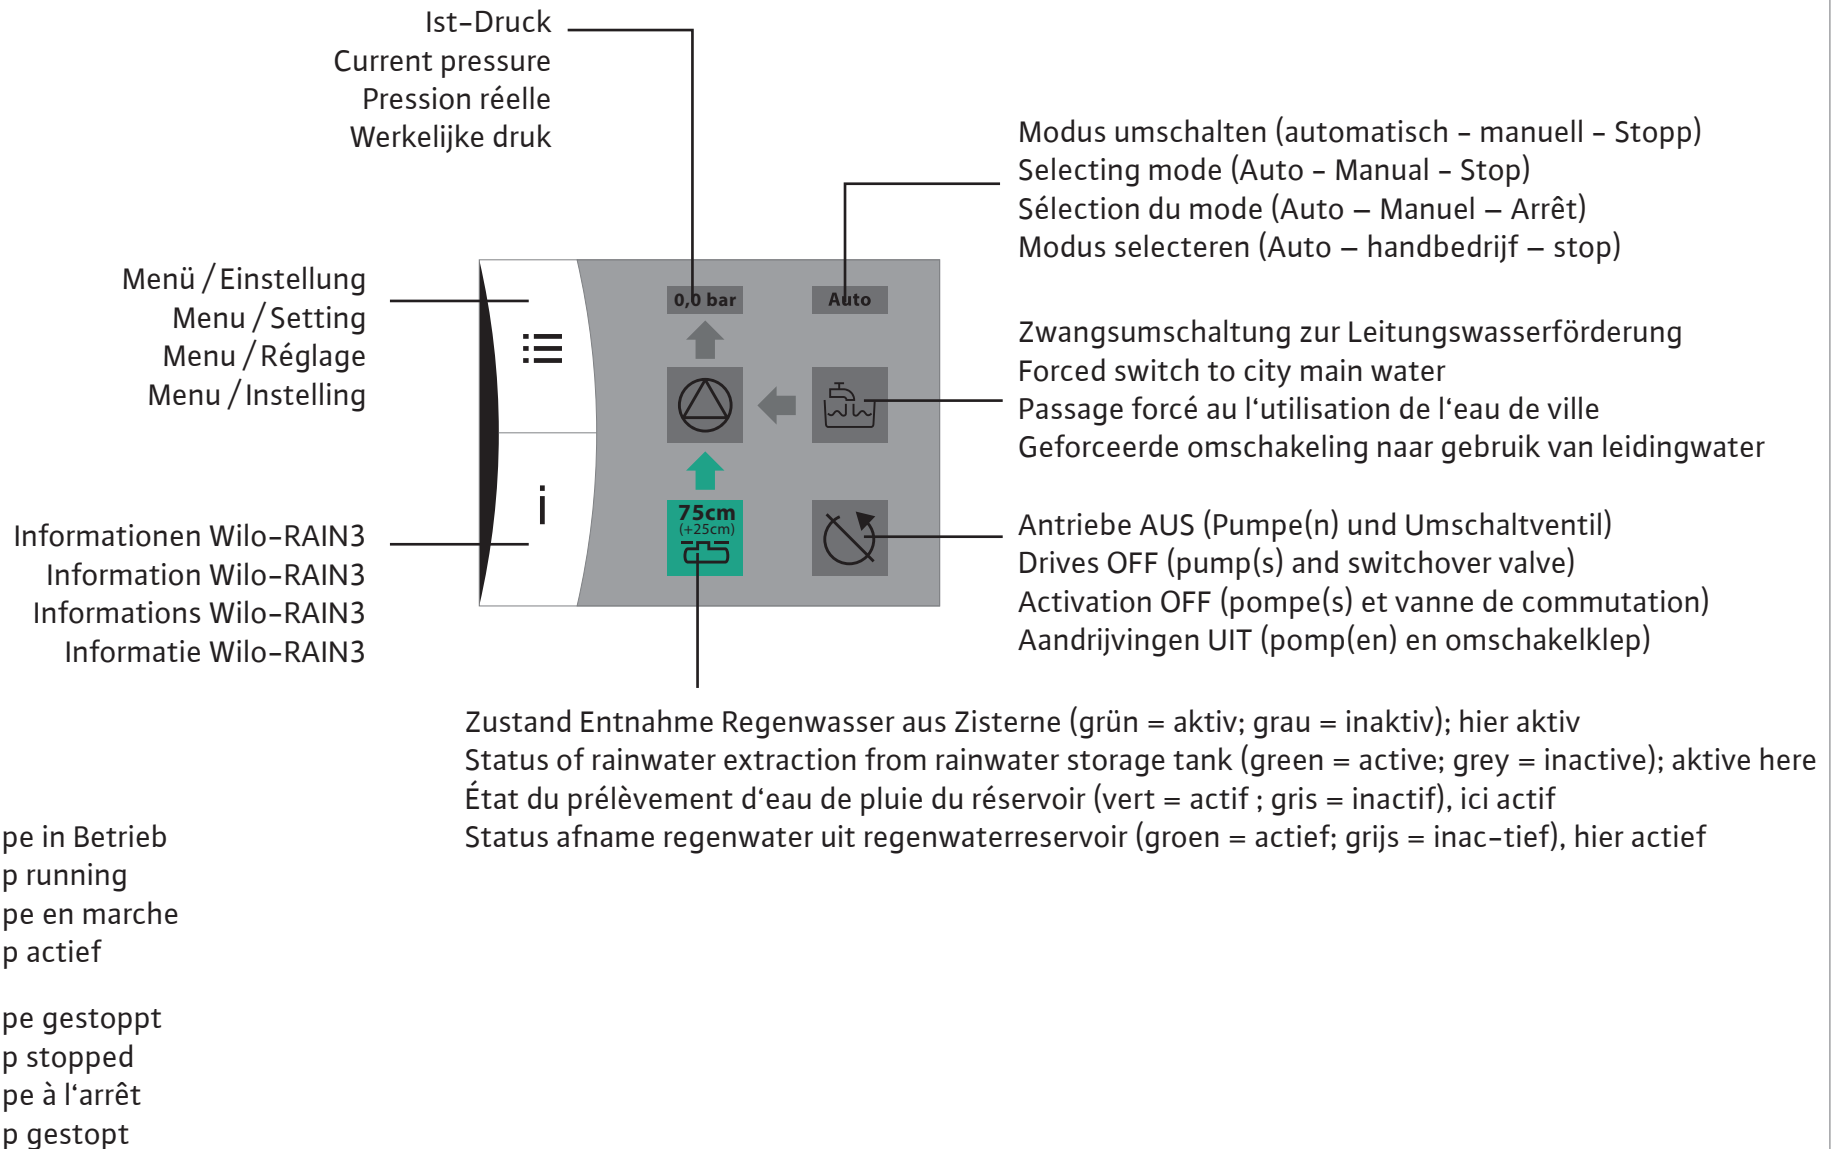 Ist-Druck
Current pressure
Pression réelle
Werkelijke druk
Modus umschalten (automatisch - manuell - Stopp)
Selecting mode (Auto - Manual - Stop)
Sélection du mode (Auto – Manuel – Arrêt)
Modus selecteren (Auto – handbedrijf – stop)
Menü / Einstellung
Menu / Setting
Menu / Réglage
Menu / Instelling
0,0 bar
Auto
Zwangsumschaltung zur Leitungswasserförderung
Forced switch to city main water
Passage forcé au l‘utilisation de l‘eau de ville
Geforceerde omschakeling naar gebruik van leidingwater
i
75cm
(+25cm)
Informationen Wilo-RAIN3
Information Wilo-RAIN3
Informations Wilo-RAIN3
Informatie Wilo-RAIN3
Antriebe AUS (Pumpe(n) und Umschaltventil)
Drives OFF (pump(s) and switchover valve)
Activation OFF (pompe(s) et vanne de commutation)
Aandrijvingen UIT (pomp(en) en omschakelklep)
Zustand Entnahme Regenwasser aus Zisterne (grün = aktiv; grau = inaktiv); hier aktiv
Status of rainwater extraction from rainwater storage tank (green = active; grey = inactive); aktive here
État du prélèvement d‘eau de pluie du réservoir (vert = actif ; gris = inactif), ici actif
Status afname regenwater uit regenwaterreservoir (groen = actief; grijs = inac-tief), hier actief
pe in Betrieb
p running
pe en marche
p actief
pe gestoppt
p stopped
pe à l‘arrêt
p gestopt